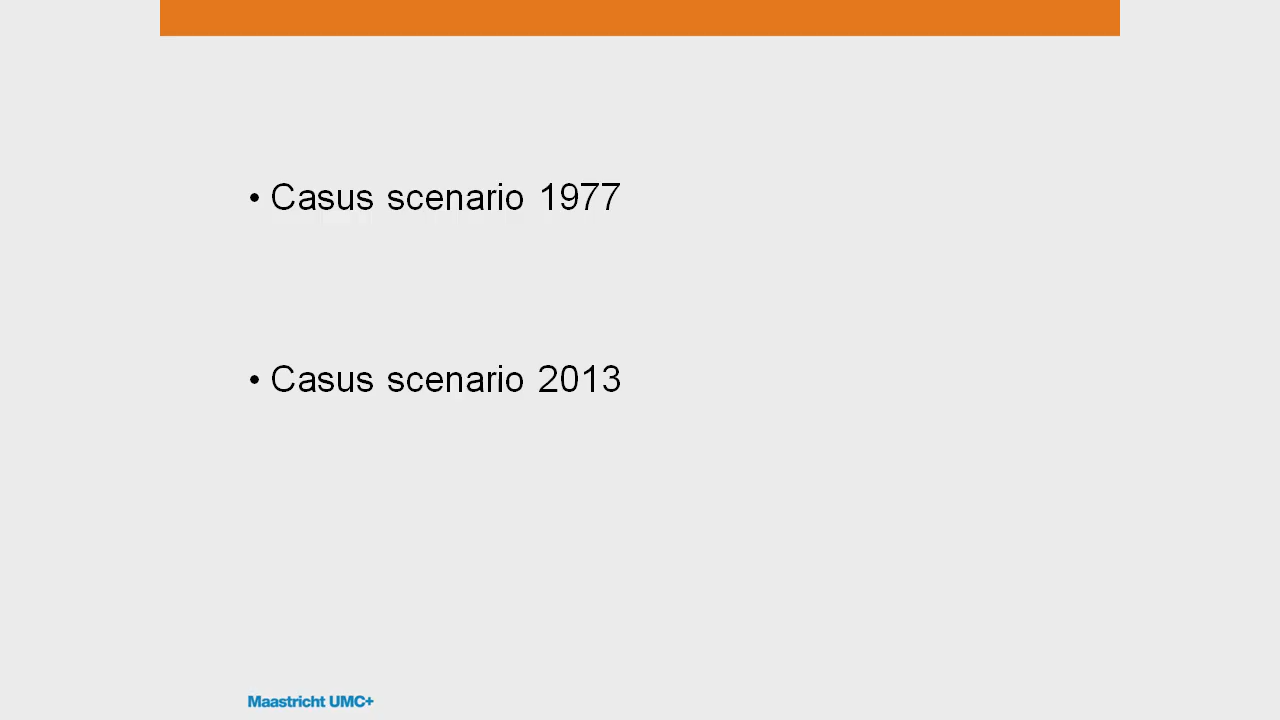 • Casus scenario 1977
• Casus scenario 2013
Maastricht UMC+